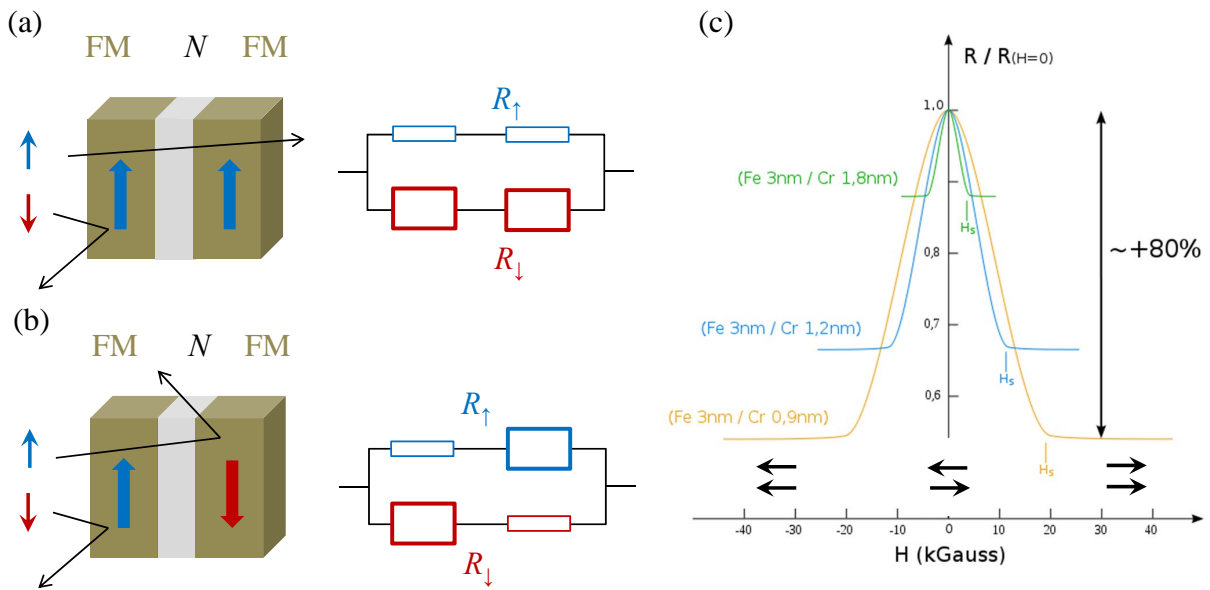 (a)
FM N FM
R↑
R↓
(b)
FM N FM
R↑
R↓
(c)
R / R(H=0)
1,0
(Fe 3nm / Cr 1,8nm)
Hs
0,8
~+80%
(Fe 3nm / Cr 1,2nm)
0,7
Hs
0,6
(Fe 3nm / Cr 0,9nm)
Hs
-40 -30 -20 -10 0 10 20 30 40
H (kGauss)